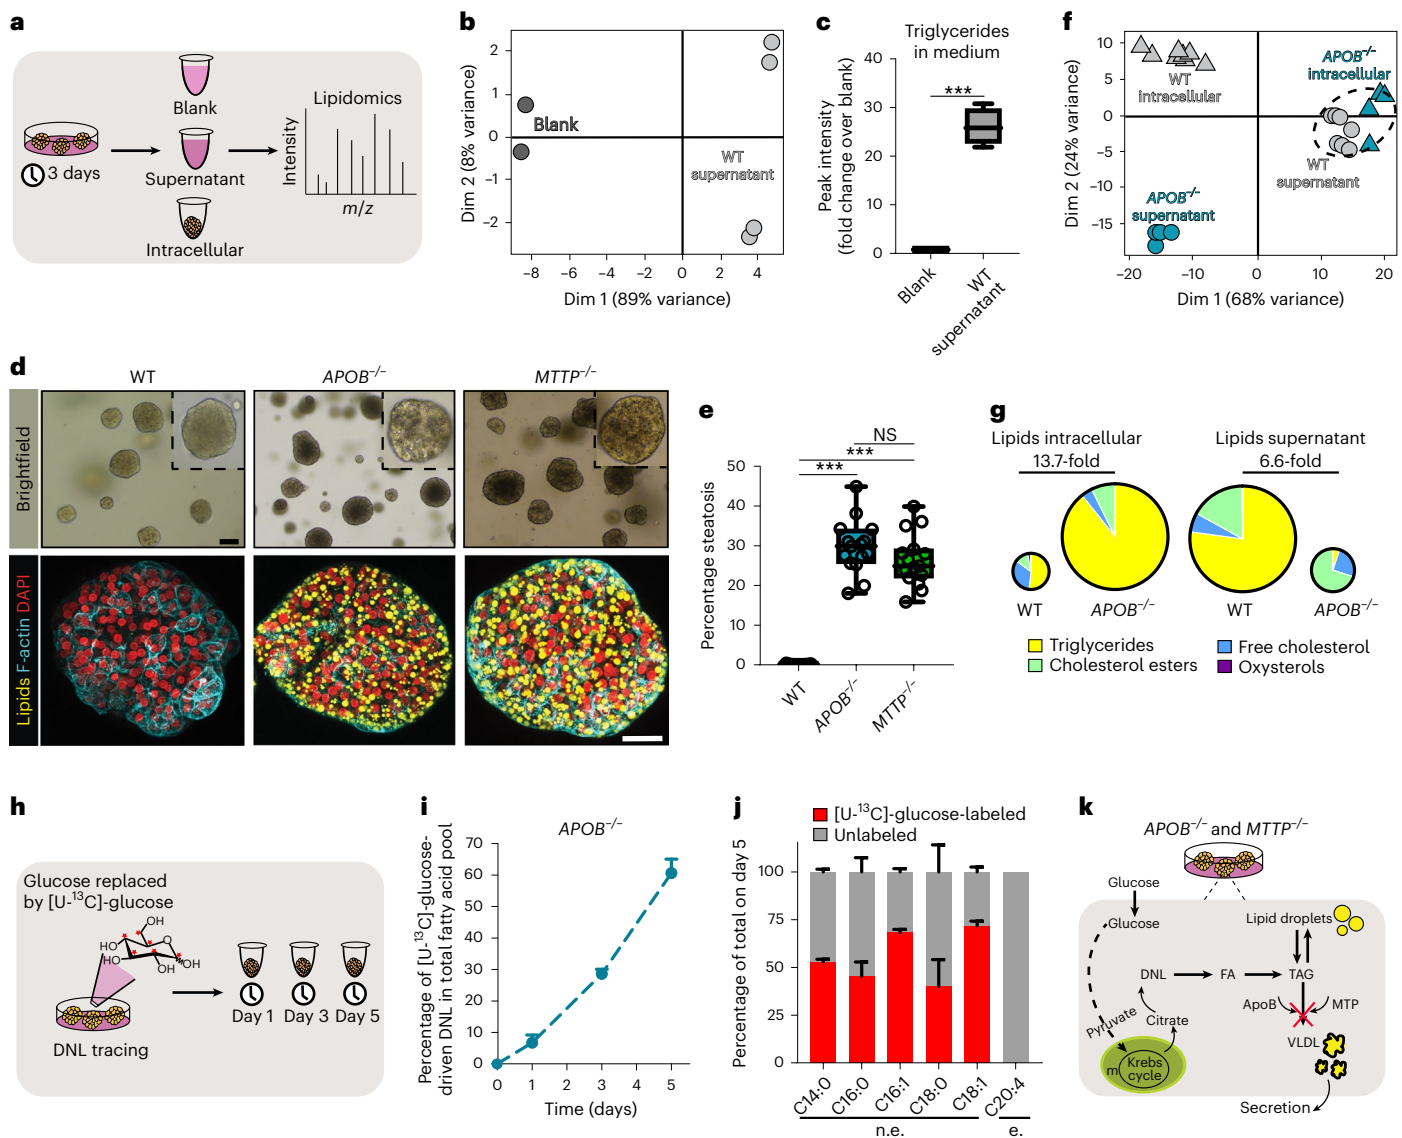 a
Blank
3 days
Supernatant
Intracellular
Lipidomics
Intensity
m/z
b
Dim 2 (8% variance)
2
1
0
−1
−2
Blank
WT
supernatant
−8
−6
−4
−2
0
2
4
Dim 1 (89% variance)
c
Triglycerides
in medium
Peak intensity
(fold change over blank)
40
30
20
10
0
***
Blank
WT
supernatant
f
Dim 2 (24% variance)
10
5
0
−5
−10
−15
WT
intracellular
APOB−/−
intracellular
WT
supernatant
APOB−/−
supernatant
−20
−10
0
10
20
Dim 1 (68% variance)
d
WT
APOB−/−
MTTP−/−
Brightfield
Lipids F-actin DAPI
e
Percentage steatosis
50
40
30
20
10
0
NS
***
***
WT
APOB−/−
MTTP−/−
g
Lipids intracellular
13.7-fold
Lipids supernatant
6.6-fold
WT
APOB−/−
WT
APOB−/−
Triglycerides
Cholesterol esters
Free cholesterol
Oxysterols
h
Glucose replaced
by [U-13C]-glucose
OH
HO
O
HO
OH
OH
DNL tracing
Day 1
Day 3
Day 5
i
APOB−/−
Percentage of [U-13C]-glucose-
driven DNL in total fatty acid pool
70
60
50
40
30
20
10
0
0
1
2
3
4
5
Time (days)
j
[U-13C]-glucose-labeled
Unlabeled
Percentage of total on day 5
100
75
50
25
0
C14:0
C16:0
C16:1
C18:0
C18:1
C20:4
n.e.
e.
k
APOB−/− and MTTP−/−
Glucose
Glucose
Lipid droplets
DNL
FA
TAG
ApoB
MTP
Pyruvate
Citrate
VLDL
m
Krebs
cycle
Secretion